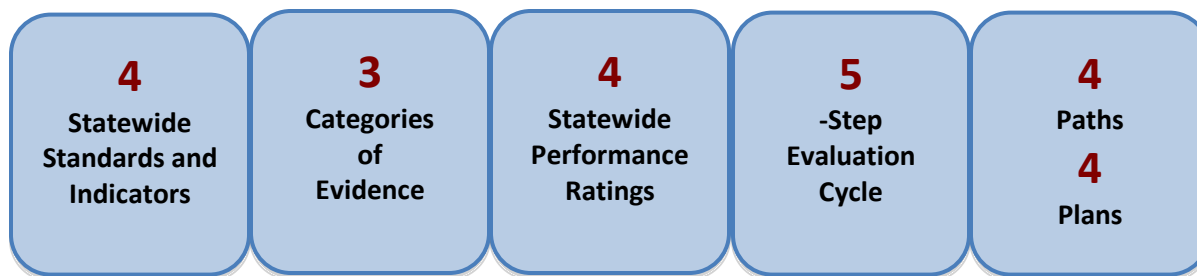 4
Statewide
Standards and
Indicators
3
Categories
of
Evidence
4
Statewide
Performance
Ratings
5
-Step
Evaluation
Cycle
4
Paths
4
Plans